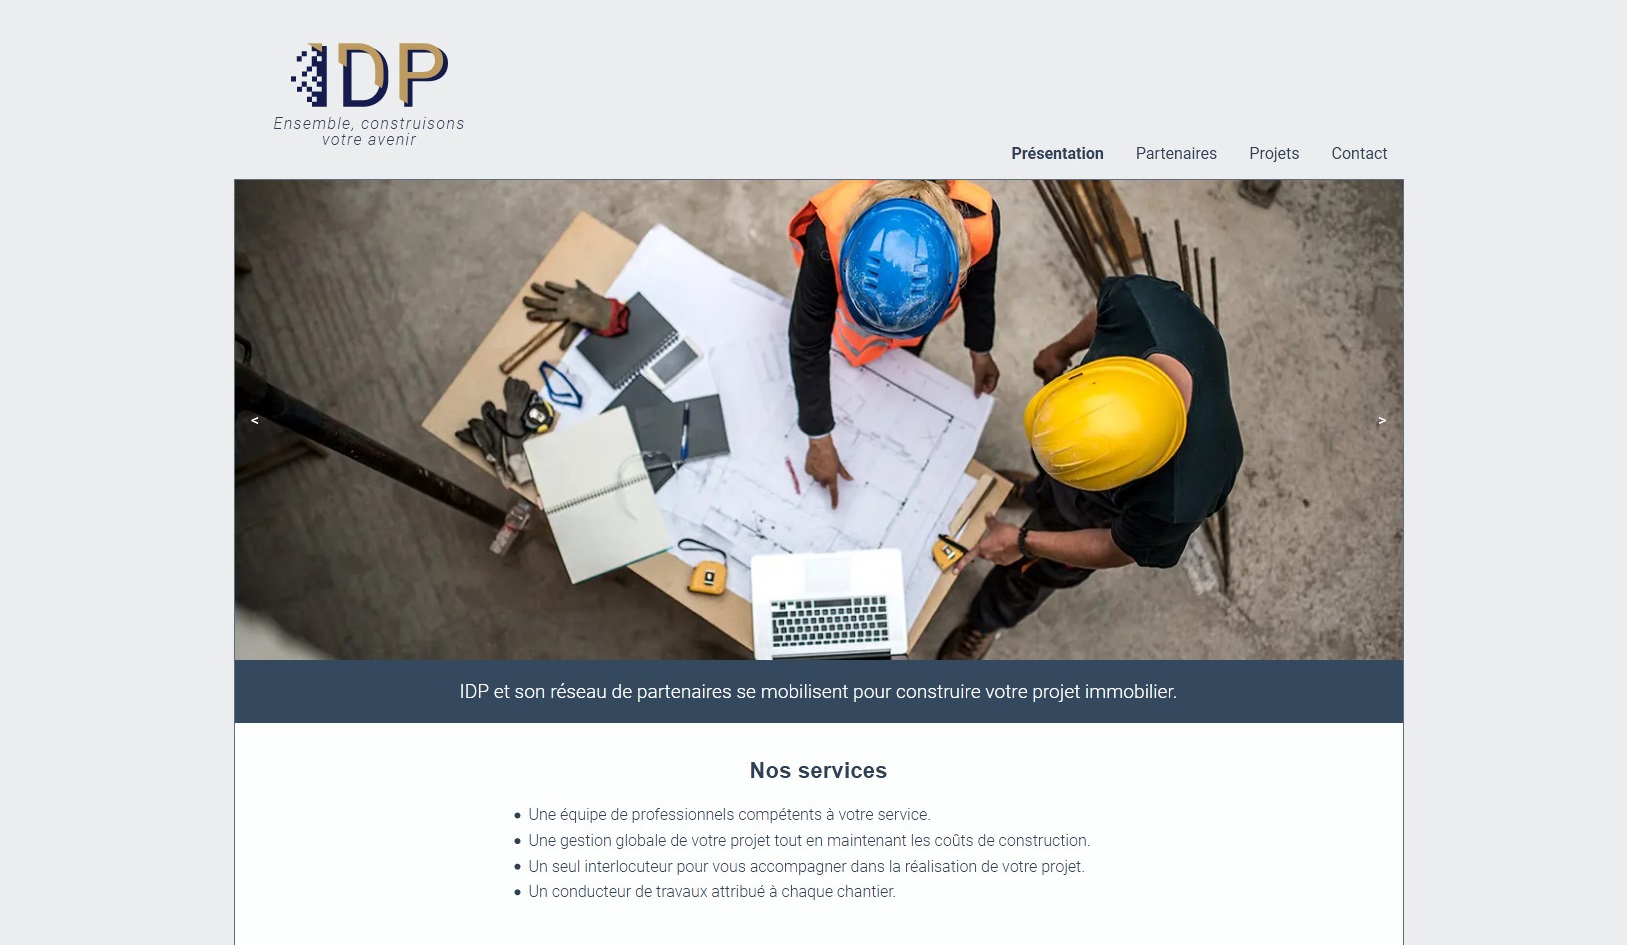 IDP
Ensemble, construisons
votre avenir
Présentation Partenaires Projets Contact
< >
IDP et son réseau de partenaires se mobilisent pour construire votre projet immobilier.
Nos services
• Une équipe de professionnels compétents à votre service.
• Une gestion globale de votre projet tout en maintenant les coûts de construction.
• Un seul interlocuteur pour vous accompagner dans la réalisation de votre projet.
• Un conducteur de travaux attribué à chaque chantier.